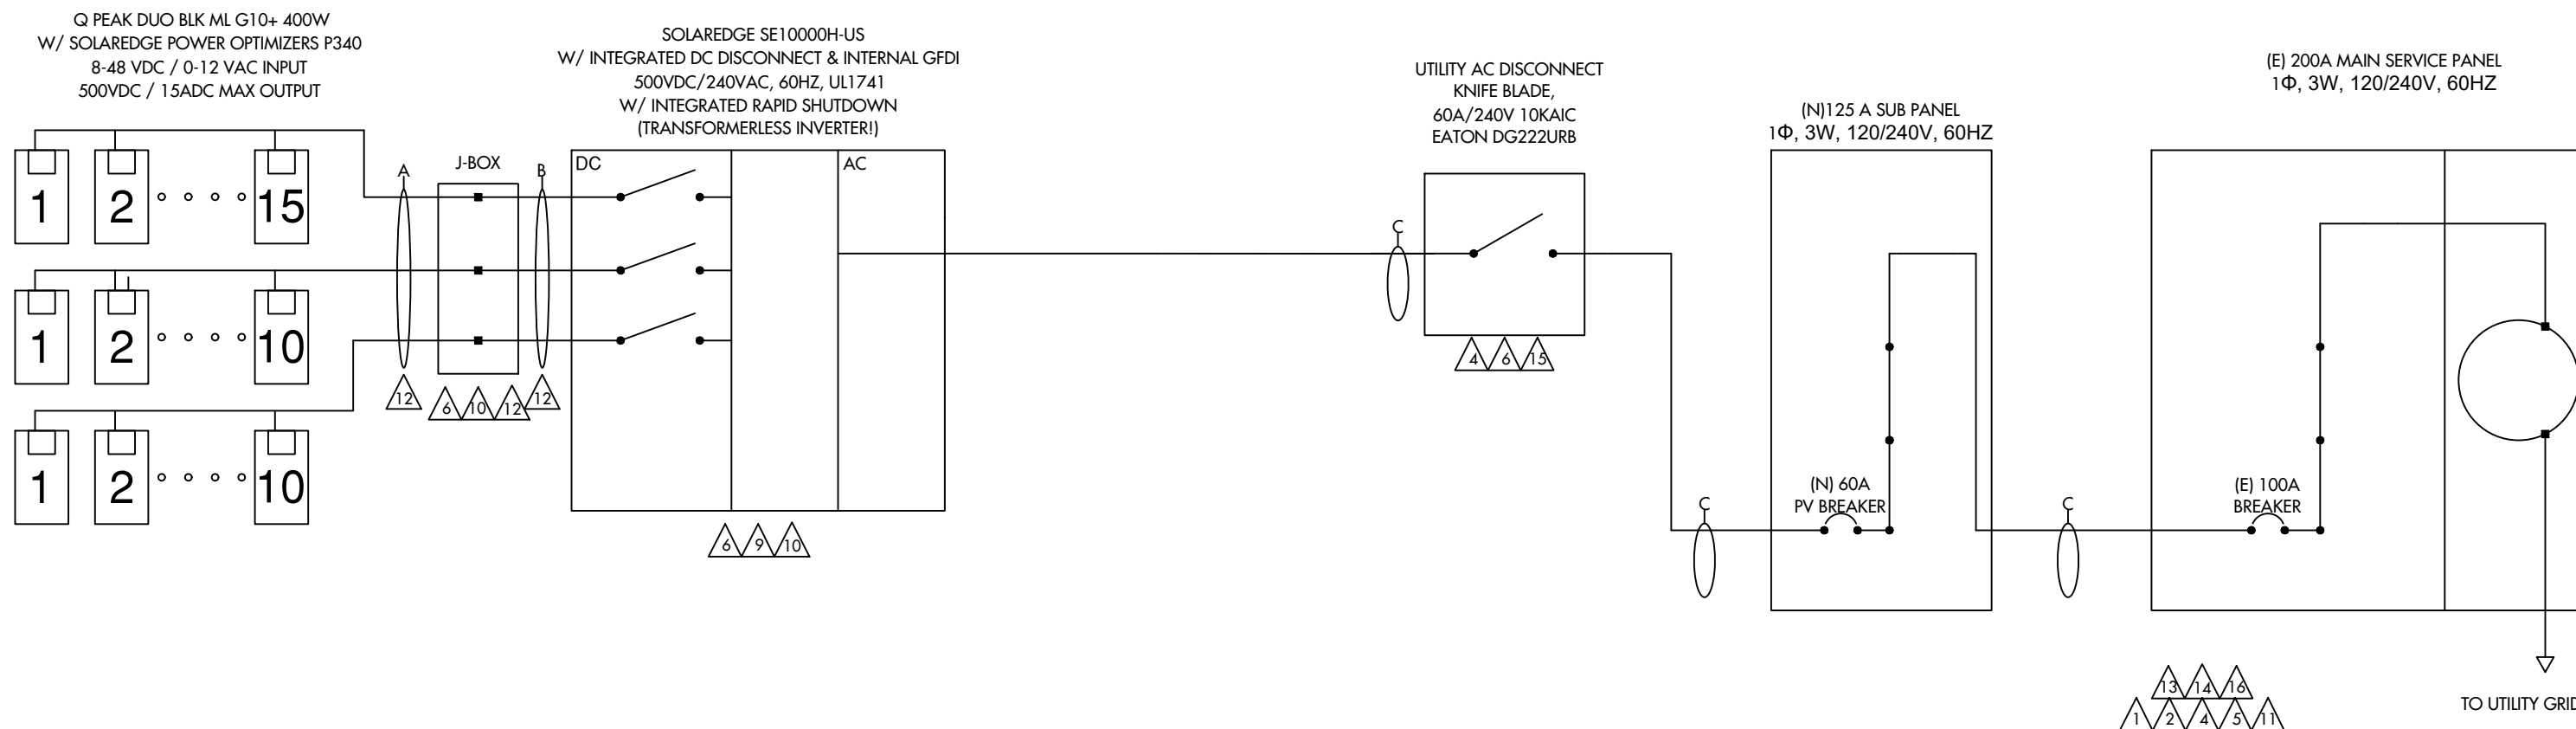 Q PEAK DUO BLK ML G10+ 400W
W/ SOLAREDGE POWER OPTIMIZERS P340
8-48 VDC / 0-12 VAC INPUT
500VDC / 15ADC MAX OUTPUT
SOLAREDGE SE10000H-US
W/ INTEGRATED DC DISCONNECT & INTERNAL GFDI
500VDC/240VAC, 60HZ, UL1741
W/ INTEGRATED RAPID SHUTDOWN
(TRANSFORMERLESS INVERTER!)
UTILITY AC DISCONNECT
KNIFE BLADE,
60A/240V 10KAIC
EATON DG222URB
(N)125 A SUB PANEL
1Φ, 3W, 120/240V, 60HZ
(E) 200A MAIN SERVICE PANEL
1Φ, 3W, 120/240V, 60HZ
1 2 15
A
J-BOX
B
DC
AC
1 2 10
1 2 10
12
6 10 12
12
6 9 10
C
4 6 15
C
(N) 60A
PV BREAKER
C
(E) 100A
BREAKER
13 14 16
1 2 4 5 11
TO UTILITY GRID